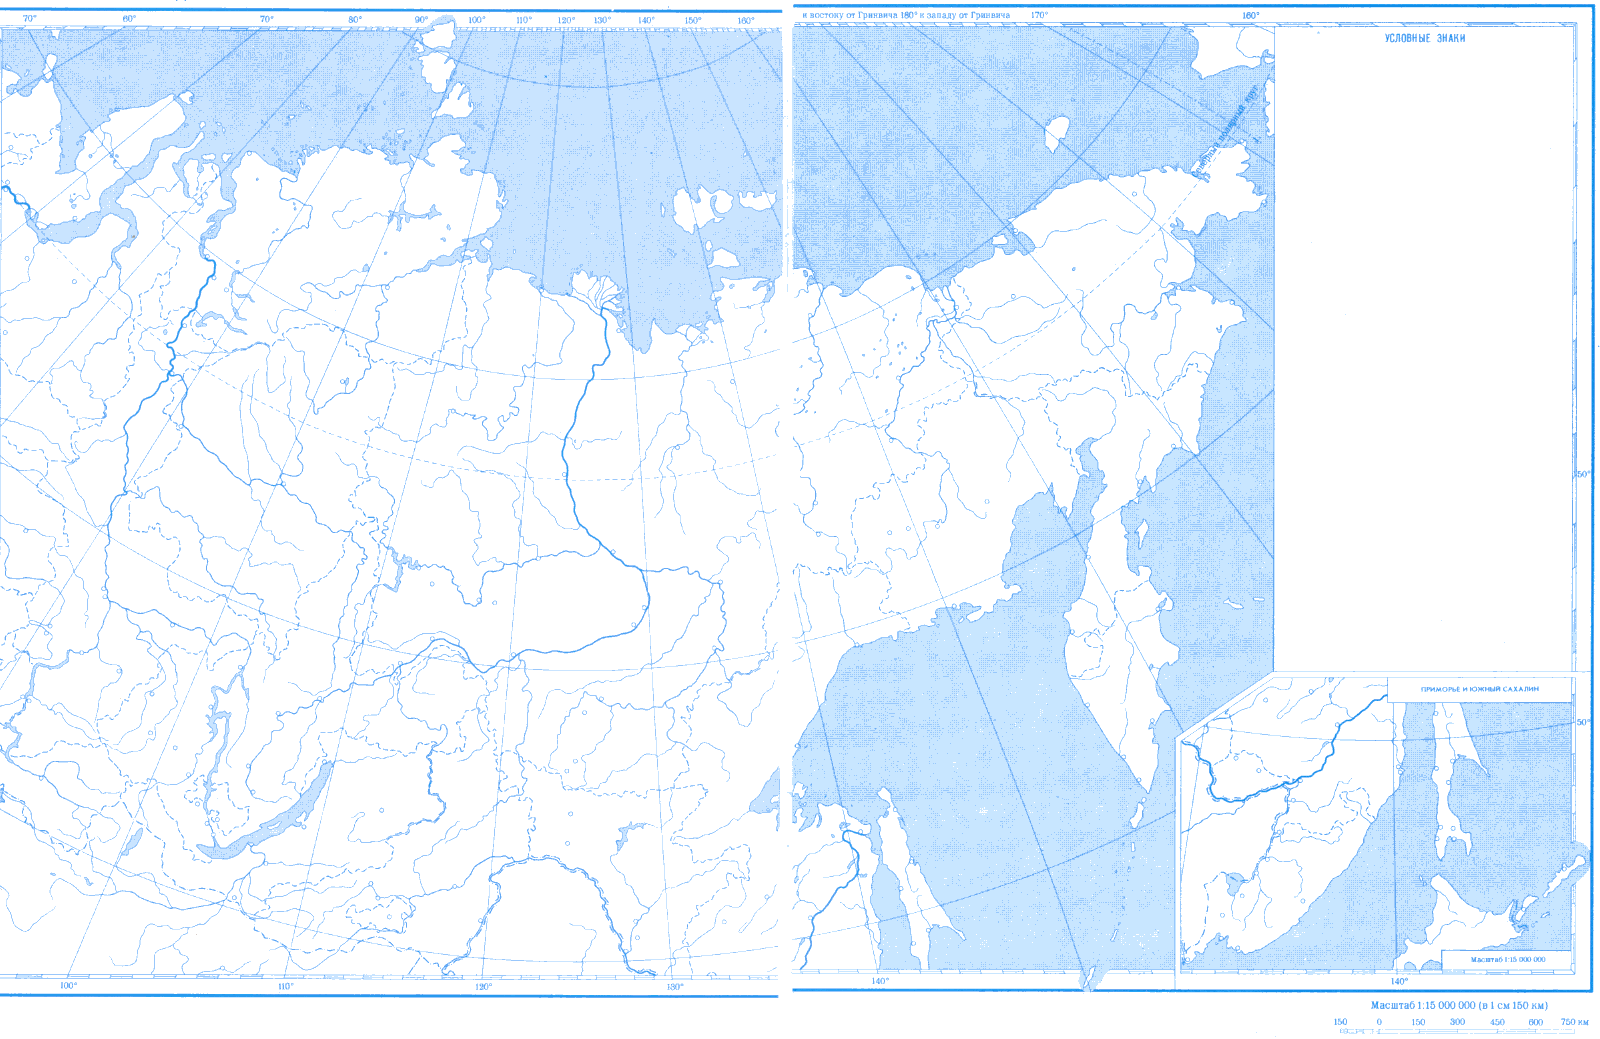 70° 60° 70° 80° 90° 100° 110° 120° 130° 140° 150° 160°
и востоку от Гринвича 180° к западу от Гринвича 170° 160°
УСЛОВНЫЕ ЗНАКИ
Северный полярный круг
50°
ПРИМОРЬЕ И ЮЖНЫЙ САХАЛИН
50°
Масштаб 1:15 000 000
100° 110° 120° 130° 140° 140°
Масштаб 1:15 000 000 (в 1 см 150 км)
150 0 150 300 450 600 750 км